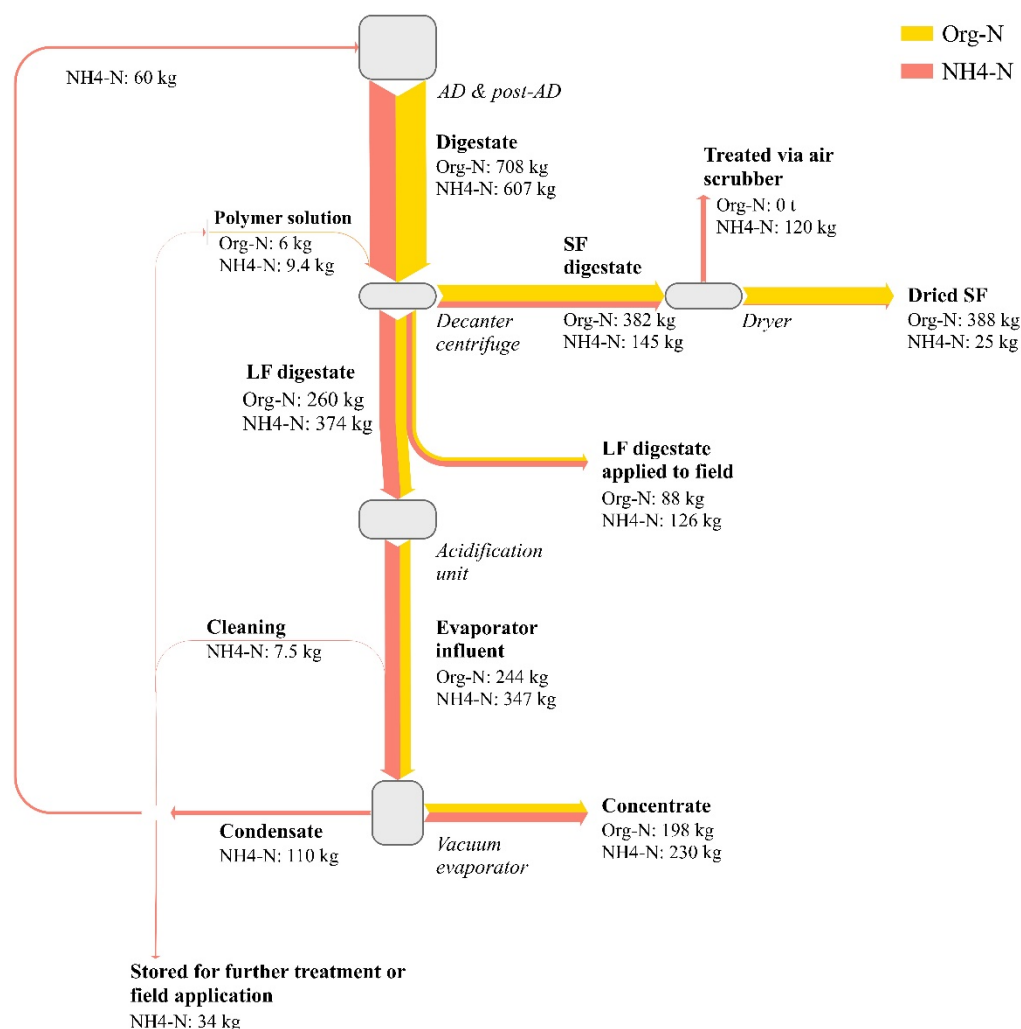 Org-N
NH4-N
NH4-N: 60 kg
AD & post-AD
Digestate
Org-N: 708 kg
NH4-N: 607 kg
Treated via air
scrubber
Org-N: 0 t
NH4-N: 120 kg
Polymer solution
Org-N: 6 kg
NH4-N: 9.4 kg
SF
digestate
Org-N: 382 kg
NH4-N: 145 kg
Decanter
centrifuge
Dryer
Dried SF
Org-N: 388 kg
NH4-N: 25 kg
LF digestate
Org-N: 260 kg
NH4-N: 374 kg
LF digestate
applied to field
Org-N: 88 kg
NH4-N: 126 kg
Acidification
unit
Cleaning
NH4-N: 7.5 kg
Evaporator
influent
Org-N: 244 kg
NH4-N: 347 kg
Condensate
NH4-N: 110 kg
Vacuum
evaporator
Concentrate
Org-N: 198 kg
NH4-N: 230 kg
Stored for further treatment or
field application
NH4-N: 34 kg